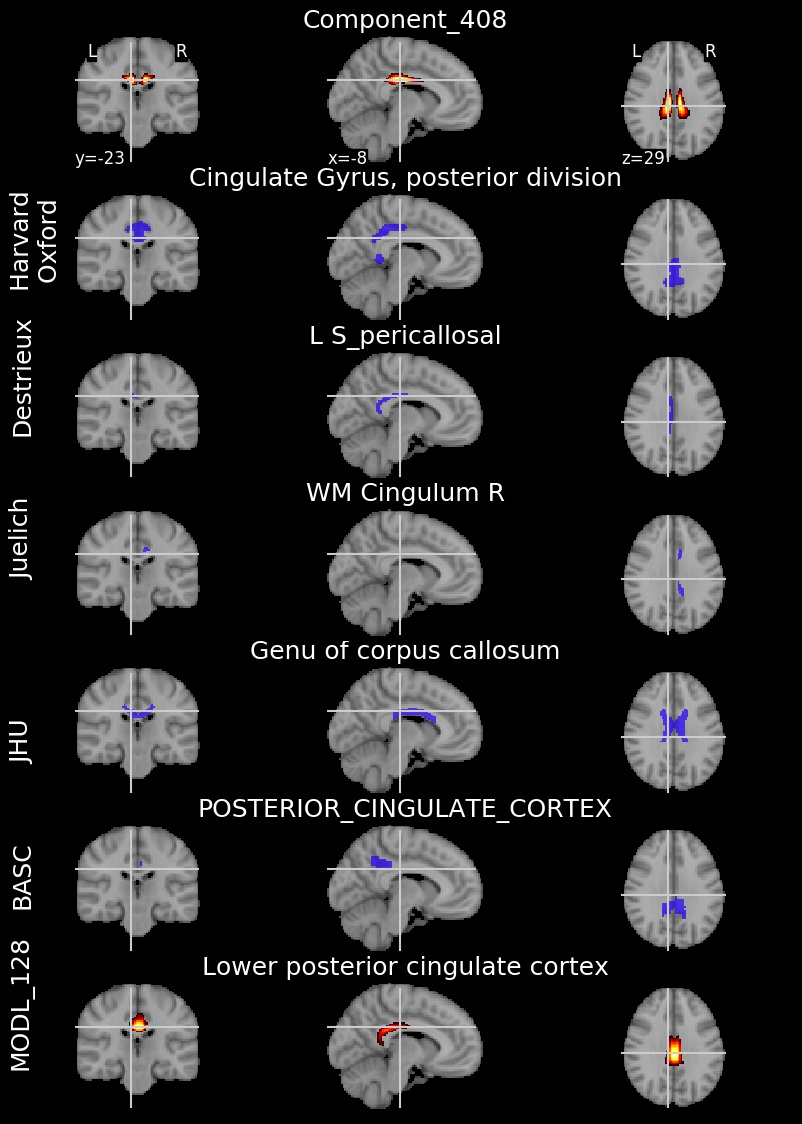 Component_408
L R
L R
y=-23
x=-8
z=29
Cingulate Gyrus, posterior division
Harvard
Oxford
L S_pericallosal
Destrieux
WM Cingulum R
Juelich
Genu of corpus callosum
JHU
POSTERIOR_CINGULATE_CORTEX
BASC
Lower posterior cingulate cortex
MODL_128